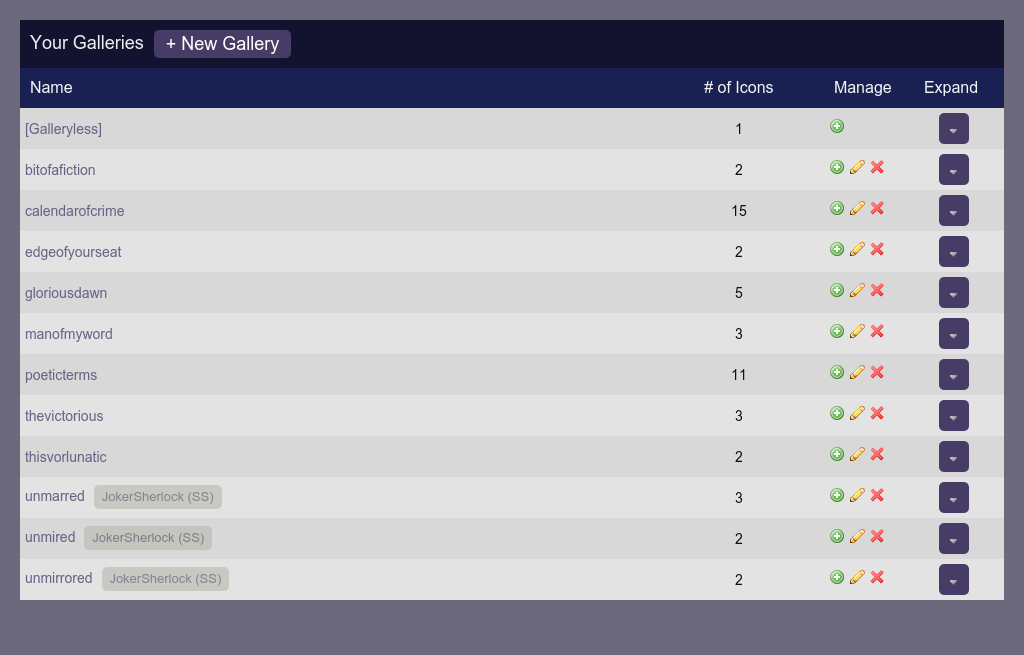 Your Galleries + New Gallery
Name # of Icons Manage Expand
[Galleryless] 1
bitofafiction 2
calendarofcrime 15
edgeofyourseat 2
gloriousdawn 5
manofmyword 3
poeticterms 11
thevictorious 3
thisvorlunatic 2
unmarred JokerSherlock (SS) 3
unmired JokerSherlock (SS) 2
unmirrored JokerSherlock (SS) 2